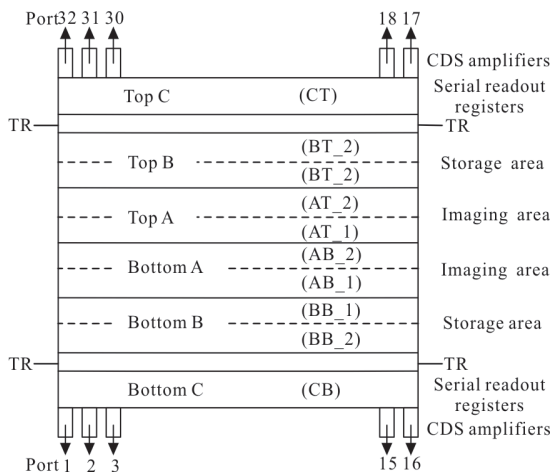 Port32 31 30 18 17
CDS amplifiers
Top C (CT) Serial readout
registers
TR TR
(BT_2)
Top B Storage area
(BT_2)
(AT_2)
Top A Imaging area
(AT_1)
(AB_2)
Bottom A Imaging area
(AB_1)
(BB_1)
Bottom B Storage area
(BB_2)
TR TR
Bottom C (CB) Serial readout
registers
CDS amplifiers
Port1 2 3 15 16